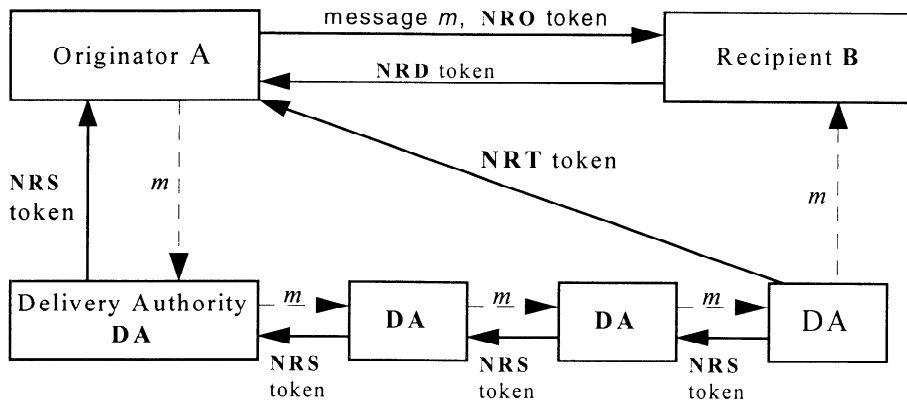 message m, NRO token
Originator A
Recipient B
NRD token
NRT token
NRS
token
m
m
Delivery Authority
DA
m
DA
m
DA
m
DA
NRS
token
NRS
token
NRS
token